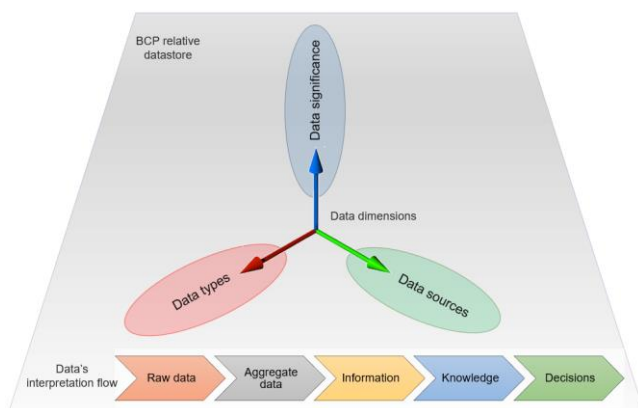 BCP relative
datastore
Data significance
Data dimensions
Data types
Data sources
Data's
interpretation flow
Raw data
Aggregate
data
Information
Knowledge
Decisions